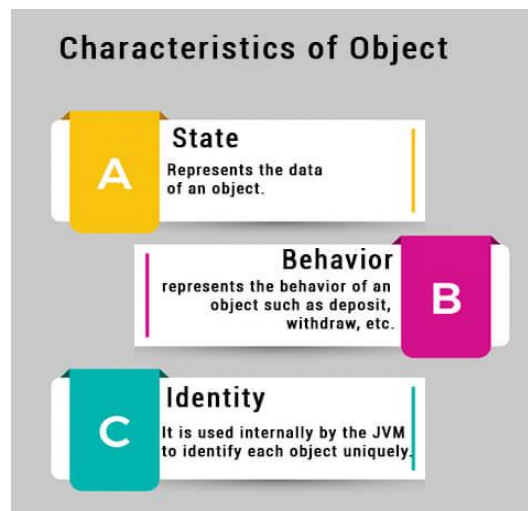 Characteristics of Object
A
State
Represents the data
of an object.
Behavior
represents the behavior of an
object such as deposit,
withdraw, etc.
B
C
Identity
It is used internally by the JVM
to identify each object uniquely.